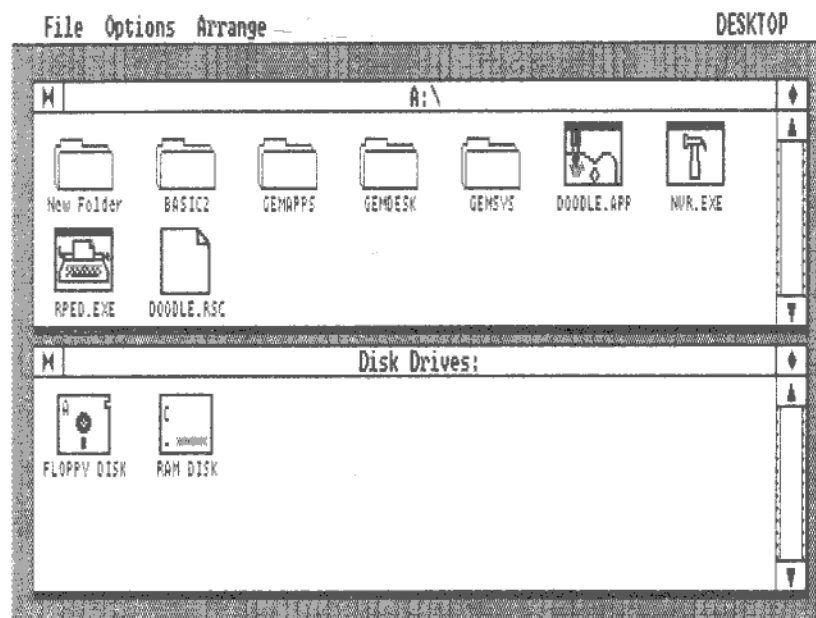 File Options Arrange DESKTOP
A:\
New Folder BASIC2 GEMAPPS GEMDESK GEMSYS DOODLE.APP NVR.EXE
RPED.EXE DOODLE.RSC
Disk Drives:
A C
FLOPPY DISK RAM DISK